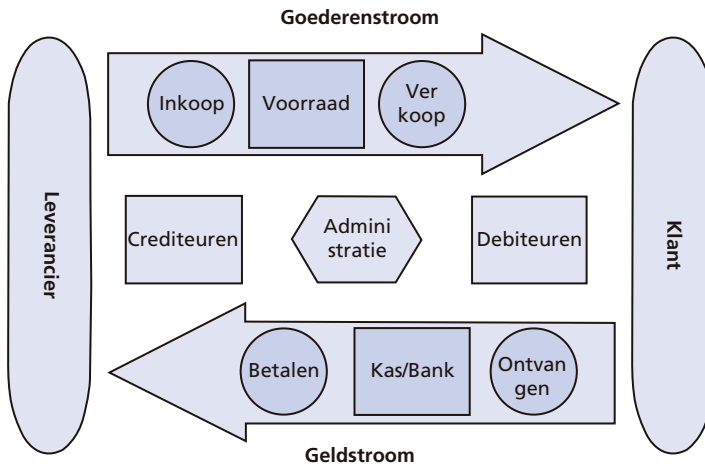 Goederenstroom
Inkoop
Voorraad
Ver
koop
Leverancier
Crediteuren
Admini
stratie
Debiteuren
Klant
Betalen
Kas/Bank
Ontvan
gen
Geldstroom